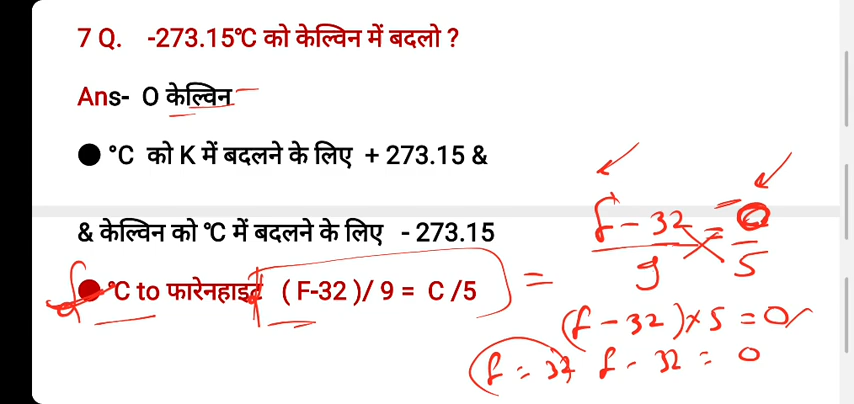 7 Q. -273.15°C को केल्विन में बदलो ?
Ans- O केल्विन
● °C को K में बदलने के लिए + 273.15 &
& केल्विन को °C में बदलने के लिए - 273.15
● °C to फारेनहाइट ( F-32 )/ 9 = C /5
= f - 32 / 9 = 0 / 5
(f - 32) × 5 = 0
f - 32 = 0
f = 32